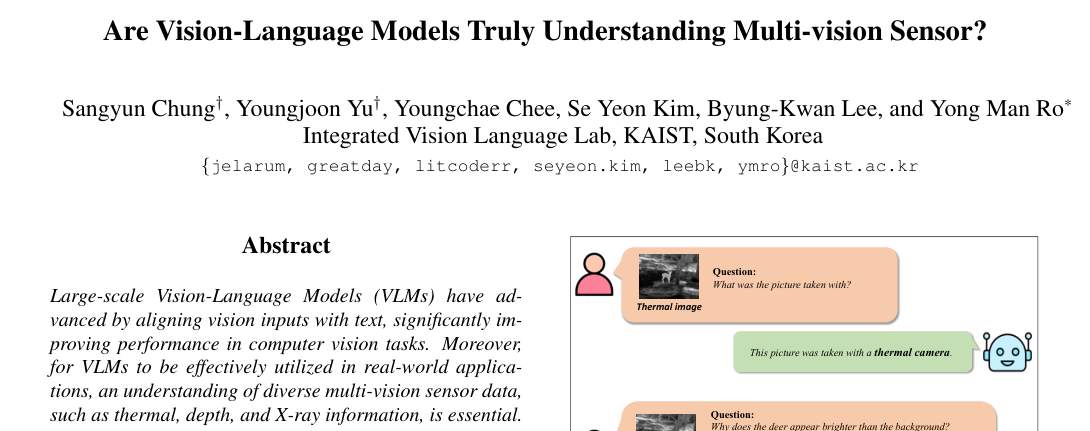 Are Vision-Language Models Truly Understanding Multi-vision Sensor?
Sangyun Chung†, Youngjoon Yu†, Youngchae Chee, Se Yeon Kim, Byung-Kwan Lee, and Yong Man Ro*
Integrated Vision Language Lab, KAIST, South Korea
{jelarum, greatday, litcoderr, seyeon.kim, leebk, ymro}@kaist.ac.kr
Abstract
Large-scale Vision-Language Models (VLMs) have ad-
vanced by aligning vision inputs with text, significantly im-
proving performance in computer vision tasks. Moreover,
for VLMs to be effectively utilized in real-world applica-
tions, an understanding of diverse multi-vision sensor data,
such as thermal, depth, and X-ray information, is essential.
Question:
What was the picture taken with?
Thermal image
This picture was taken with a thermal camera.
Question:
Why does the deer appear brighter than the background?